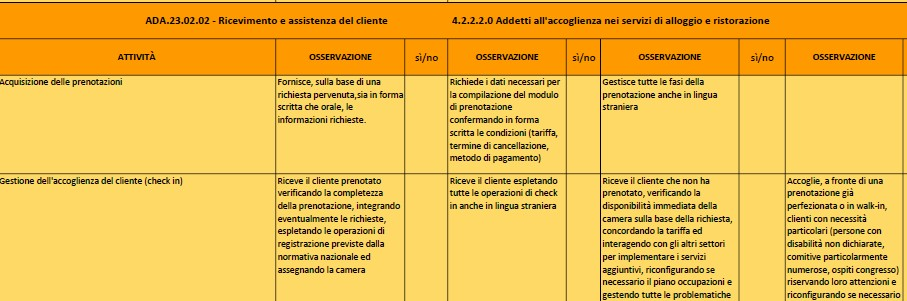 ADA.23.02.02 - Ricevimento e assistenza del cliente 4.2.2.2.0 Addetti all'accoglienza nei servizi di alloggio e ristorazione
ATTIVITÀ OSSERVAZIONE sì/no OSSERVAZIONE sì/no OSSERVAZIONE sì/no OSSERVAZIONE
Acquisizione delle prenotazioni
Fornisce, sulla base di una
richiesta pervenuta,sia in forma
scritta che orale, le
informazioni richieste.
Richiede i dati necessari per
la compilazione del modulo
di prenotazione
confermando in forma
scritta le condizioni (tariffa,
termine di cancellazione,
metodo di pagamento)
Gestisce tutte le fasi della
prenotazione anche in lingua
straniera
Gestione dell'accoglienza del cliente (check in)
Riceve il cliente prenotato
verificando la completezza
della prenotazione, integrando
eventualmente le richieste,
espletando le operazioni di
registrazione previste dalla
normativa nazionale ed
assegnando la camera
Riceve il cliente espletando
tutte le operazioni di check
in anche in lingua straniera
Riceve il cliente che non ha
prenotato, verificando la
disponibilità immediata della
camera sulla base della richiesta,
concordando la tariffa ed
interagendo con gli altri settori
per implementare i servizi
aggiuntivi, riconfigurando se
necessario il piano occupazioni e
gestendo tutte le problematiche
Accoglie, a fronte di una
prenotazione già
perfezionata o in walk-in,
clienti con necessità
particolari (persone con
disabilità non dichiarate,
comitive particolarmente
numerose, ospiti congresso)
riservando loro attenzioni e
riconfigurando se necessario